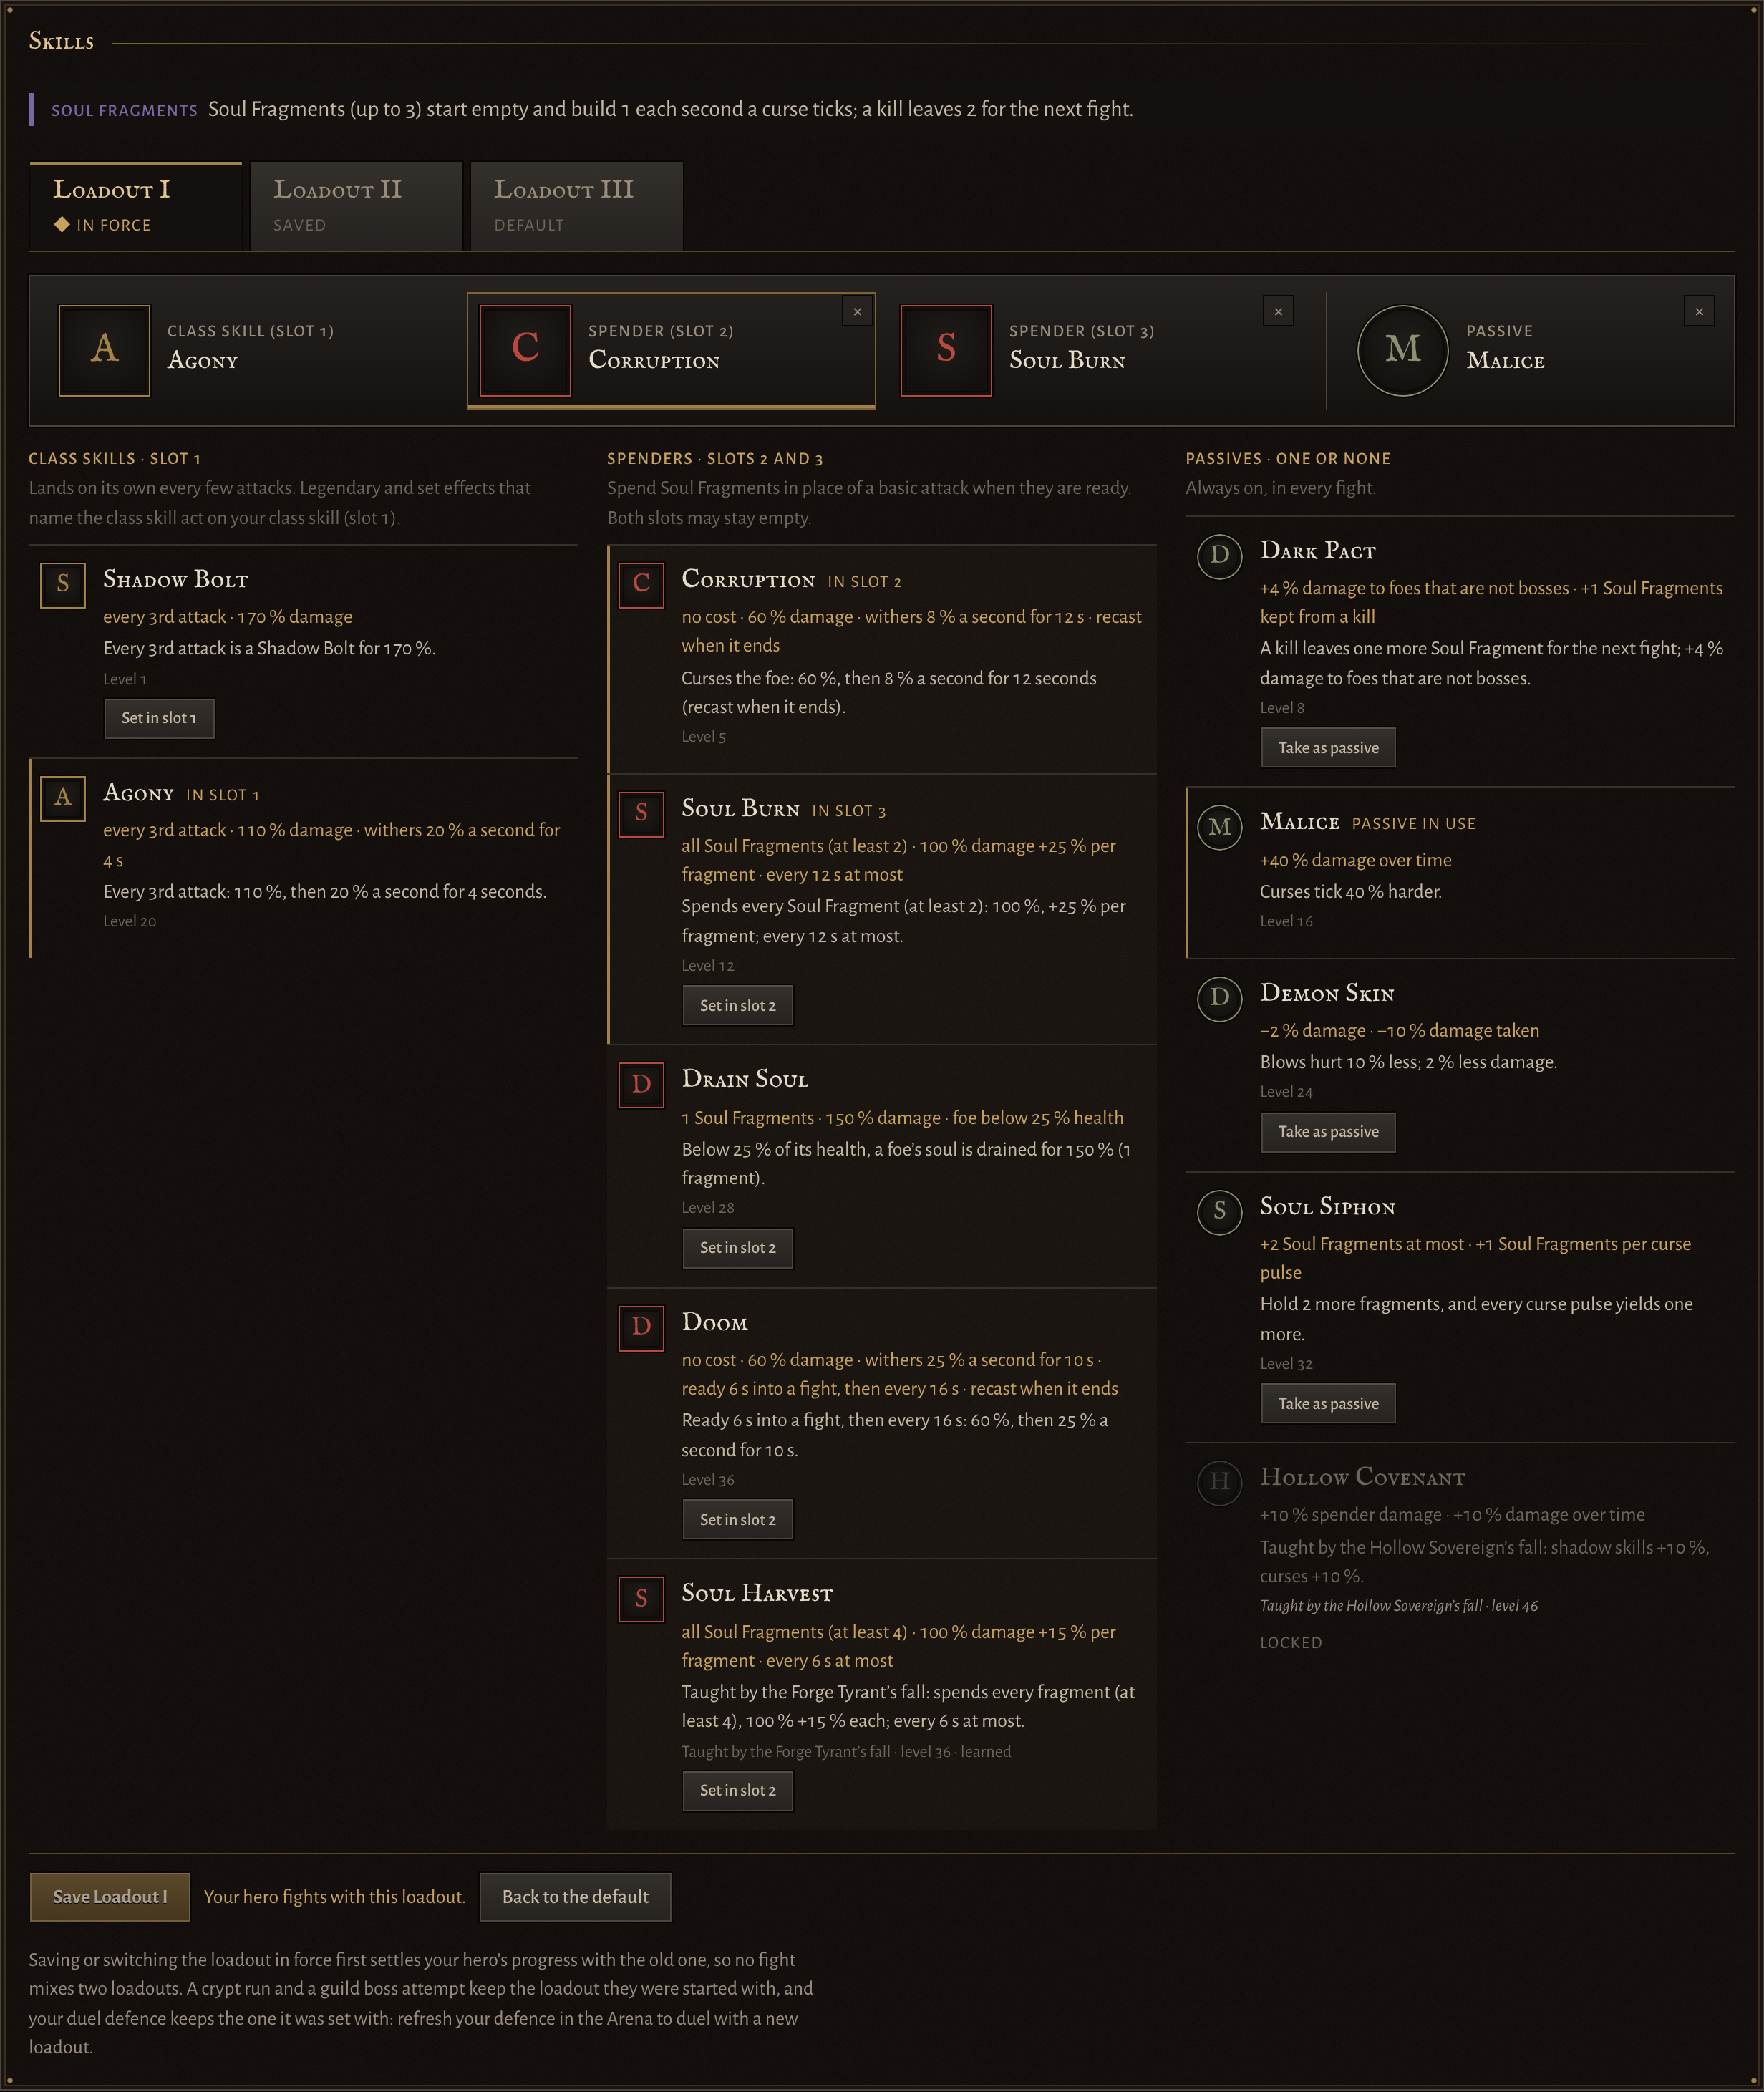 Skills
SOUL FRAGMENTS Soul Fragments (up to 3) start empty and build 1 each second a curse ticks; a kill leaves 2 for the next fight.
Loadout I
◆ IN FORCE
Loadout II
SAVED
Loadout III
DEFAULT
A
CLASS SKILL (SLOT 1)
Agony
C
SPENDER (SLOT 2)
Corruption
×
S
SPENDER (SLOT 3)
Soul Burn
×
M
PASSIVE
Malice
×
CLASS SKILLS · SLOT 1
Lands on its own every few attacks. Legendary and set effects that
name the class skill act on your class skill (slot 1).
S
Shadow Bolt
every 3rd attack · 170 % damage
Every 3rd attack is a Shadow Bolt for 170 %.
Level 1
Set in slot 1
A
Agony IN SLOT 1
every 3rd attack · 110 % damage · withers 20 % a second for
4 s
Every 3rd attack: 110 %, then 20 % a second for 4 seconds.
Level 20
SPENDERS · SLOTS 2 AND 3
Spend Soul Fragments in place of a basic attack when they are ready.
Both slots may stay empty.
C
Corruption IN SLOT 2
no cost · 60 % damage · withers 8 % a second for 12 s · recast
when it ends
Curses the foe: 60 %, then 8 % a second for 12 seconds
(recast when it ends).
Level 5
S
Soul Burn IN SLOT 3
all Soul Fragments (at least 2) · 100 % damage +25 % per
fragment · every 12 s at most
Spends every Soul Fragment (at least 2): 100 %, +25 % per
fragment; every 12 s at most.
Level 12
Set in slot 2
D
Drain Soul
1 Soul Fragments · 150 % damage · foe below 25 % health
Below 25 % of its health, a foe's soul is drained for 150 % (1
fragment).
Level 28
Set in slot 2
D
Doom
no cost · 60 % damage · withers 25 % a second for 10 s ·
ready 6 s into a fight, then every 16 s · recast when it ends
Ready 6 s into a fight, then every 16 s: 60 %, then 25 % a
second for 10 s.
Level 36
Set in slot 2
S
Soul Harvest
all Soul Fragments (at least 4) · 100 % damage +15 % per
fragment · every 6 s at most
Taught by the Forge Tyrant's fall: spends every fragment (at
least 4), 100 % +15 % each; every 6 s at most.
Taught by the Forge Tyrant's fall · level 36 · learned
Set in slot 2
PASSIVES · ONE OR NONE
Always on, in every fight.
D
Dark Pact
+4 % damage to foes that are not bosses · +1 Soul Fragments
kept from a kill
A kill leaves one more Soul Fragment for the next fight; +4 %
damage to foes that are not bosses.
Level 8
Take as passive
M
Malice PASSIVE IN USE
+40 % damage over time
Curses tick 40 % harder.
Level 16
D
Demon Skin
−2 % damage · −10 % damage taken
Blows hurt 10 % less; 2 % less damage.
Level 24
Take as passive
S
Soul Siphon
+2 Soul Fragments at most · +1 Soul Fragments per curse
pulse
Hold 2 more fragments, and every curse pulse yields one
more.
Level 32
Take as passive
H
Hollow Covenant
+10 % spender damage · +10 % damage over time
Taught by the Hollow Sovereign's fall: shadow skills +10 %,
curses +10 %.
Taught by the Hollow Sovereign's fall · level 46
LOCKED
Save Loadout I
Your hero fights with this loadout.
Back to the default
Saving or switching the loadout in force first settles your hero's progress with the old one, so no fight
mixes two loadouts. A crypt run and a guild boss attempt keep the loadout they were started with, and
your duel defence keeps the one it was set with: refresh your defence in the Arena to duel with a new
loadout.